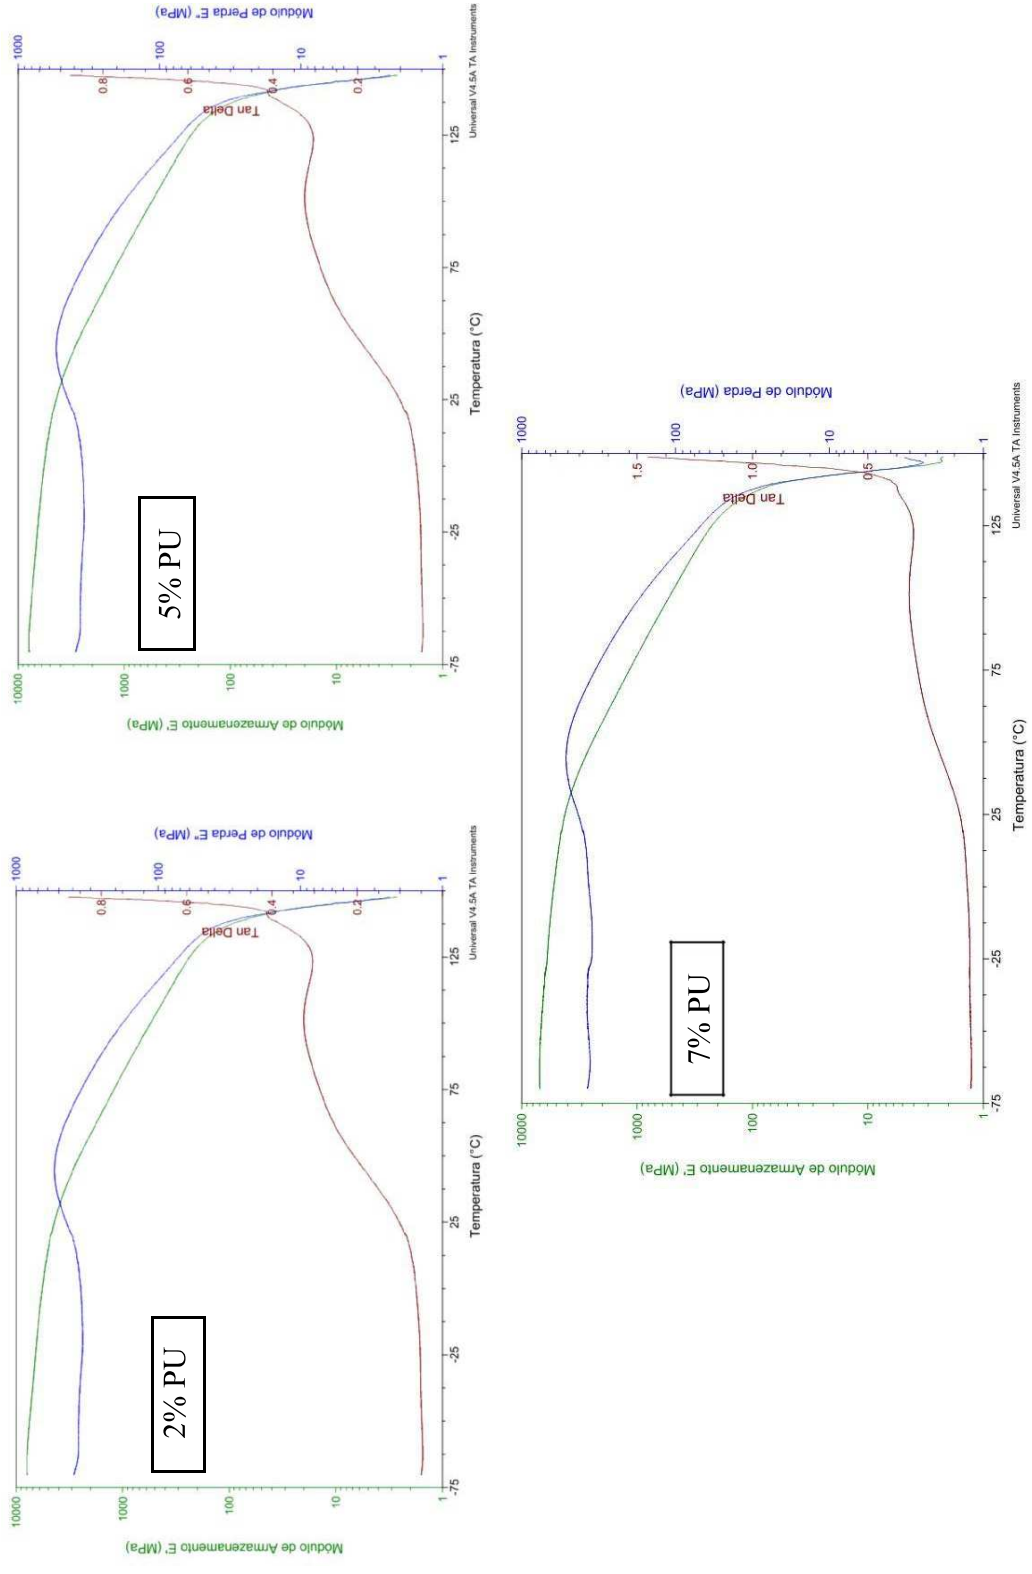 2% PU
Módulo de Armazenamento E' (MPa)
10000
1000
100
10
1
-75
-25
25
75
125
Temperatura (°C)
Tan Delta
0.8
0.6
0.4
0.2
1000
100
10
1
Módulo de Perda E" (MPa)
Universal V4.5A TA Instruments
5% PU
Módulo de Armazenamento E' (MPa)
10000
1000
100
10
1
-75
-25
25
75
125
Temperatura (°C)
Tan Delta
0.8
0.6
0.4
0.2
1000
100
10
1
Módulo de Perda E" (MPa)
Universal V4.5A TA Instruments
7% PU
Módulo de Armazenamento E' (MPa)
10000
1000
100
10
1
-75
-25
25
75
125
Temperatura (°C)
Tan Delta
1.5
1.0
0.5
1000
100
10
1
Módulo de Perda E" (MPa)
Universal V4.5A TA Instruments